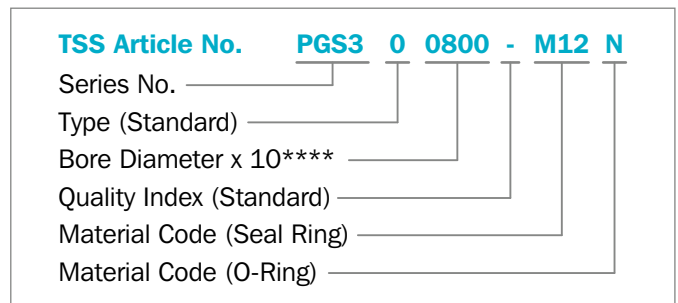 TSS Article No. PGS3 0 0800 - M12 N
Series No.
Type (Standard)
Bore Diameter x 10****
Quality Index (Standard)
Material Code (Seal Ring)
Material Code (O-Ring)